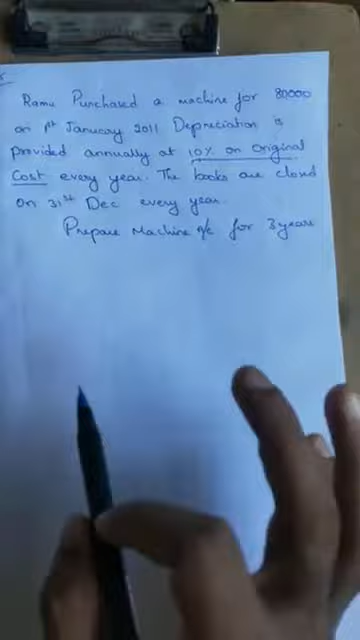 Ramu Purchased a machine for 80000
on 1st January 2011 Depreciation is
provided annually at 10% on original
Cost every year. The books are closed
on 31st Dec every year.
Prepare Machine a/c for 3 years